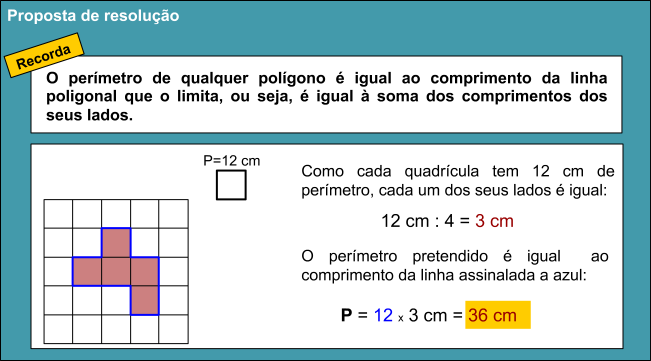 Proposta de resolução
Recorda
O perímetro de qualquer polígono é igual ao comprimento da linha
poligonal que o limita, ou seja, é igual à soma dos comprimentos dos
seus lados.
P=12 cm
Como cada quadrícula tem 12 cm de
perímetro, cada um dos seus lados é igual:
12 cm : 4 = 3 cm
O perímetro pretendido é igual ao
comprimento da linha assinalada a azul:
P = 12 x 3 cm = 36 cm